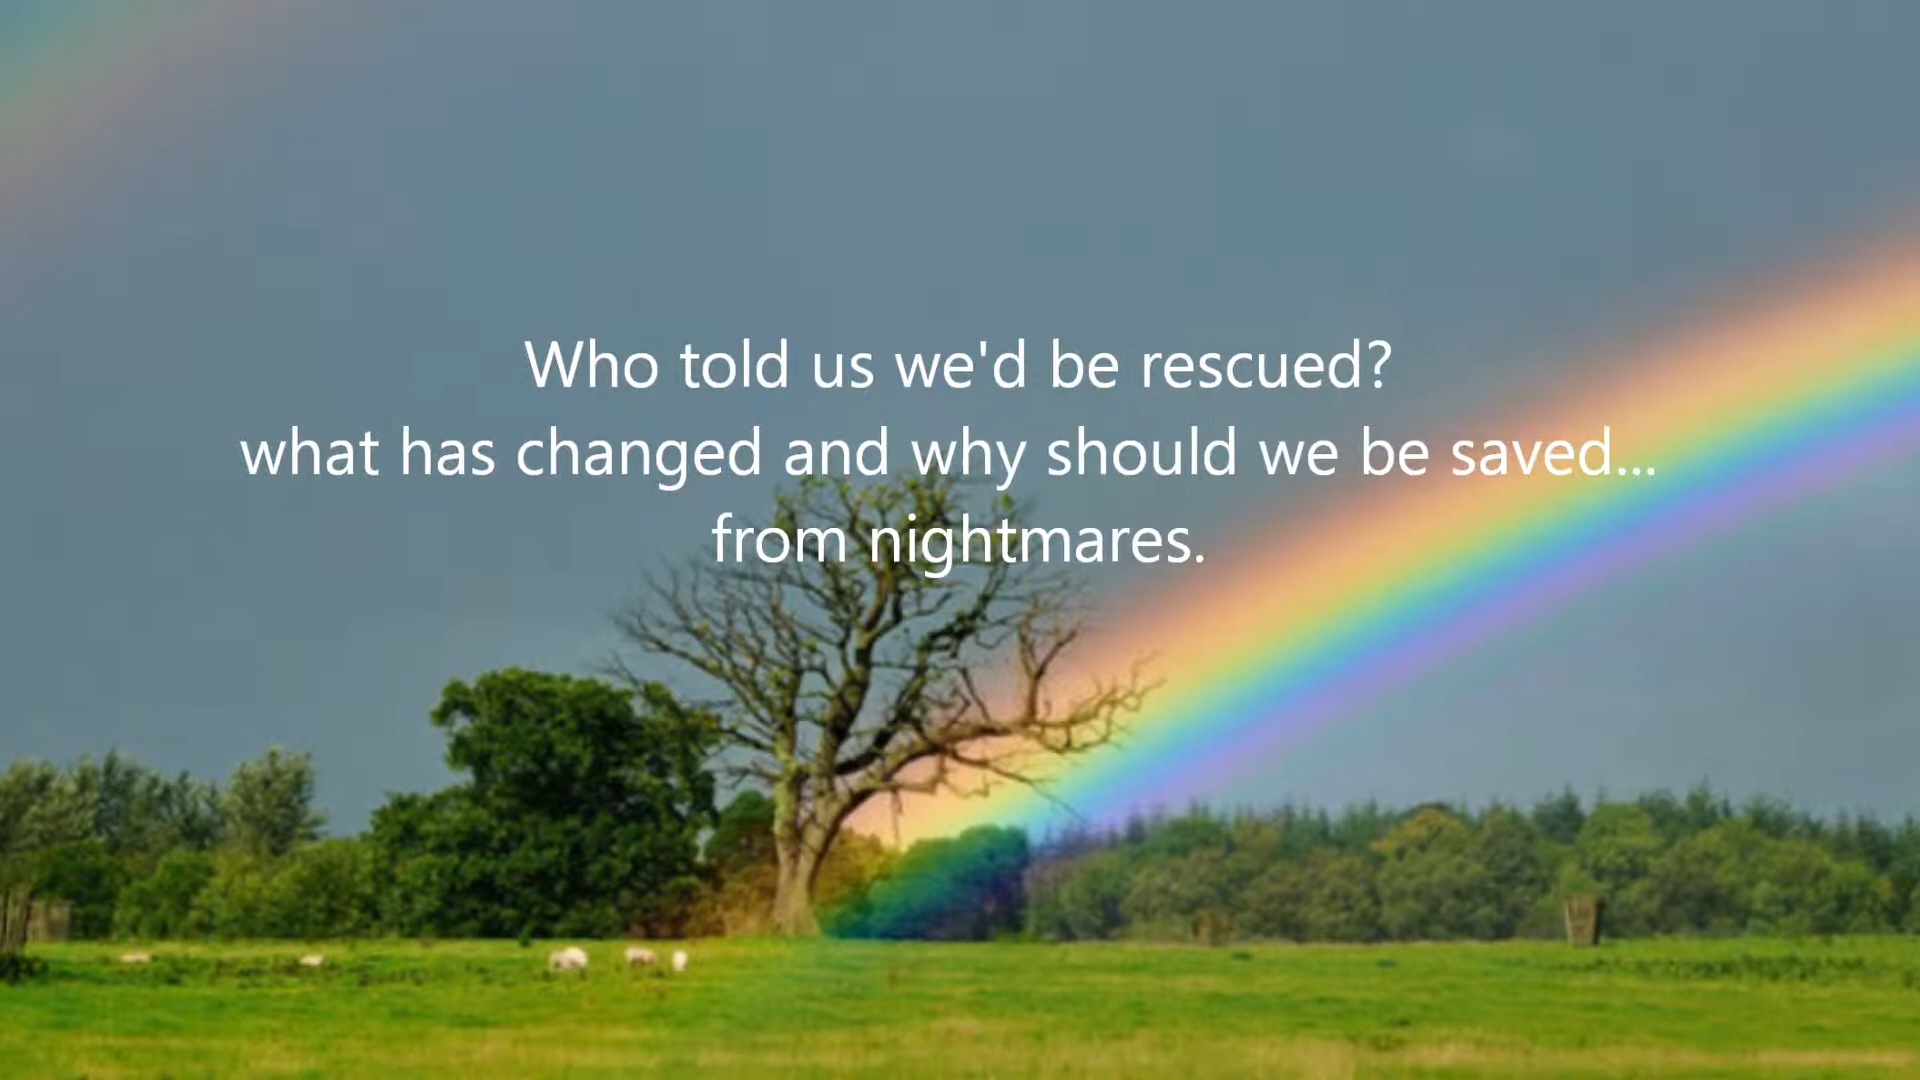 Who told us we'd be rescued?
what has changed and why should we be saved...
from nightmares.